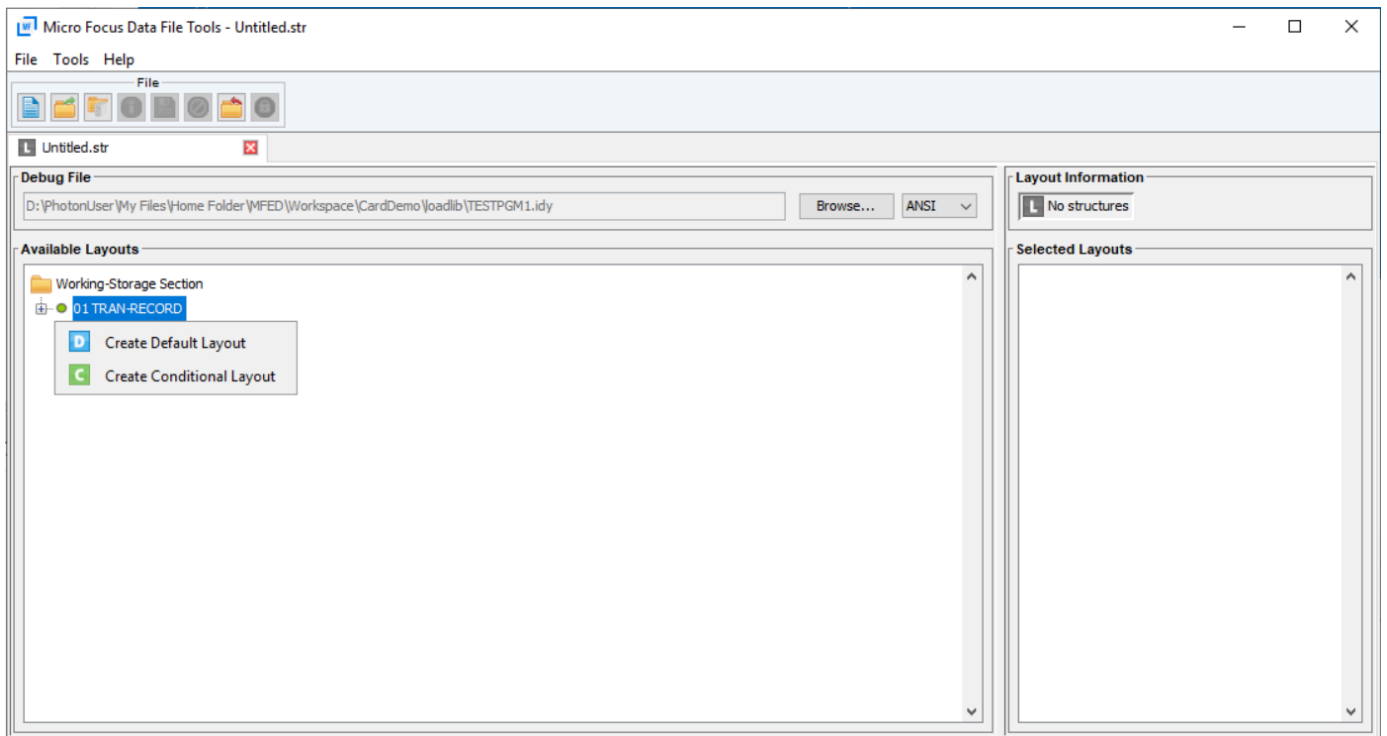 Micro Focus Data File Tools - Untitled.str
File Tools Help
File
L Untitled.str
Debug File
D:\PhotonUser\My Files\Home Folder\MFED\Workspace\CardDemo\loadlib\TESTPGM1.idy
Browse...
ANSI
Layout Information
L No structures
Available Layouts
Working-Storage Section
01 TRAN-RECORD
D Create Default Layout
C Create Conditional Layout
Selected Layouts